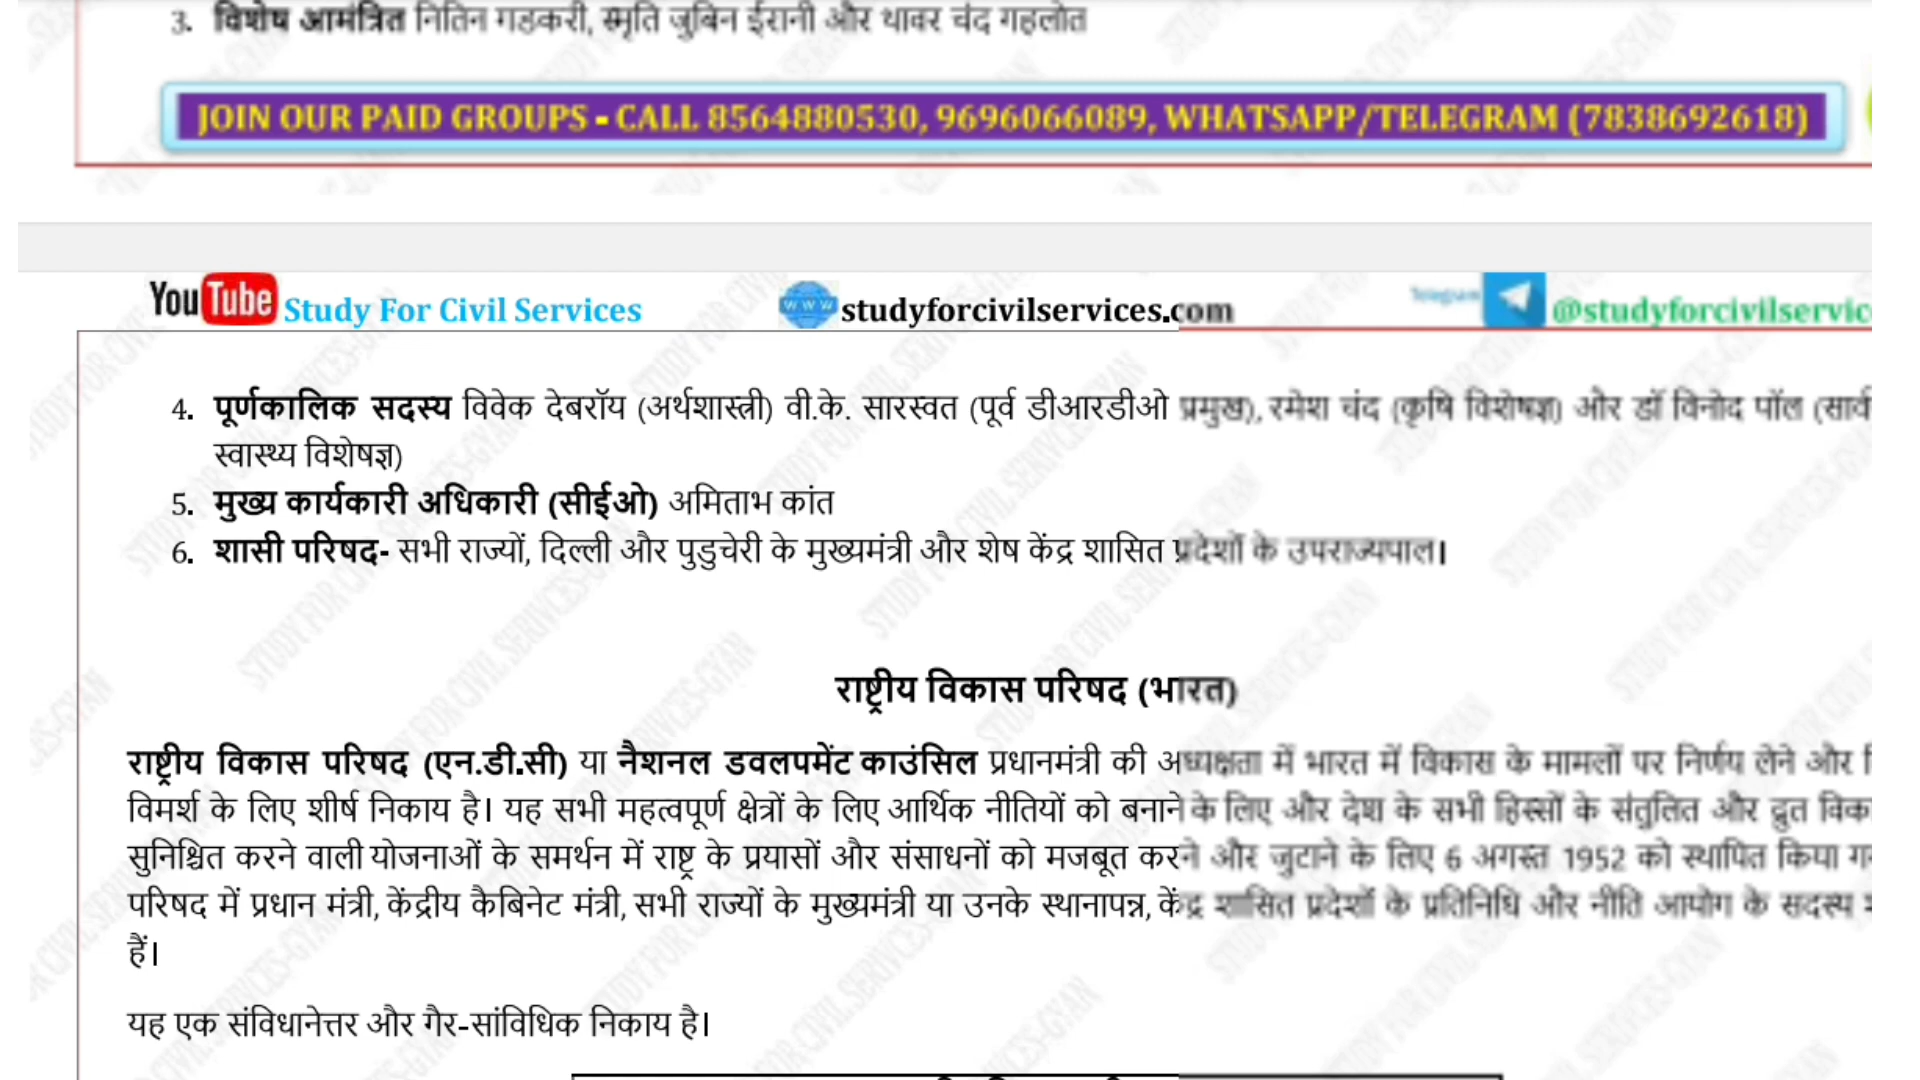 3. विशेष आमंत्रित नितिन गडकरी, स्मृति जुबिन ईरानी और थावर चंद गहलोत
JOIN OUR PAID GROUPS - CALL 8564880530, 9696066089, WHATSAPP/TELEGRAM (7838692618)
YouTube Study For Civil Services www studyforcivilservices.com Telegram @studyforcivilservic
4. पूर्णकालिक सदस्य विवेक देबरॉय (अर्थशास्त्री) वी.के. सारस्वत (पूर्व डीआरडीओ प्रमुख), रमेश चंद (कृषि विशेषज्ञ) और डॉ विनोद पॉल (सार्व
स्वास्थ्य विशेषज्ञ)
5. मुख्य कार्यकारी अधिकारी (सीईओ) अमिताभ कांत
6. शासी परिषद- सभी राज्यों, दिल्ली और पुडुचेरी के मुख्यमंत्री और शेष केंद्र शासित प्रदेशों के उपराज्यपाल।
राष्ट्रीय विकास परिषद (भारत)
राष्ट्रीय विकास परिषद (एन.डी.सी) या नैशनल डवलपमेंट काउंसिल प्रधानमंत्री की अध्यक्षता में भारत में विकास के मामलों पर निर्णय लेने और
विमर्श के लिए शीर्ष निकाय है। यह सभी महत्वपूर्ण क्षेत्रों के लिए आर्थिक नीतियों को बनाने के लिए और देश के सभी हिस्सों के संतुलित और द्रुत विका
सुनिश्चित करने वाली योजनाओं के समर्थन में राष्ट्र के प्रयासों और संसाधनों को मजबूत करने और जुटाने के लिए 6 अगस्त 1952 को स्थापित किया ग
परिषद में प्रधान मंत्री, केंद्रीय कैबिनेट मंत्री, सभी राज्यों के मुख्यमंत्री या उनके स्थानापन्न, केंद्र शासित प्रदेशों के प्रतिनिधि और नीति आयोग के सदस्य
हैं।
यह एक संविधानेत्तर और गैर-सांविधिक निकाय है।